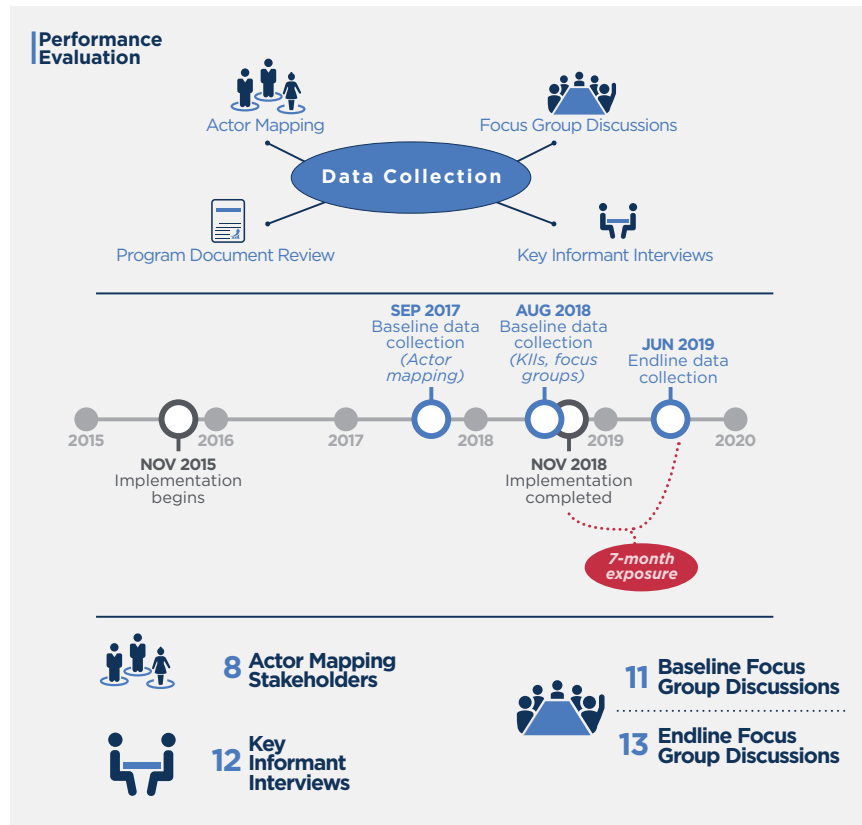 Performance
Evaluation
Actor Mapping
Focus Group Discussions
Data Collection
Program Document Review
Key Informant Interviews
SEP 2017
Baseline data
collection
(Actor
mapping)
AUG 2018
Baseline data
collection
(KIIs, focus
groups)
JUN 2019
Endline data
collection
2015
2016
2017
2018
2019
2020
NOV 2015
Implementation
begins
NOV 2018
Implementation
completed
7-month
exposure
8 Actor Mapping
Stakeholders
12 Key
Informant
Interviews
11 Baseline Focus
Group Discussions
13 Endline Focus
Group Discussions